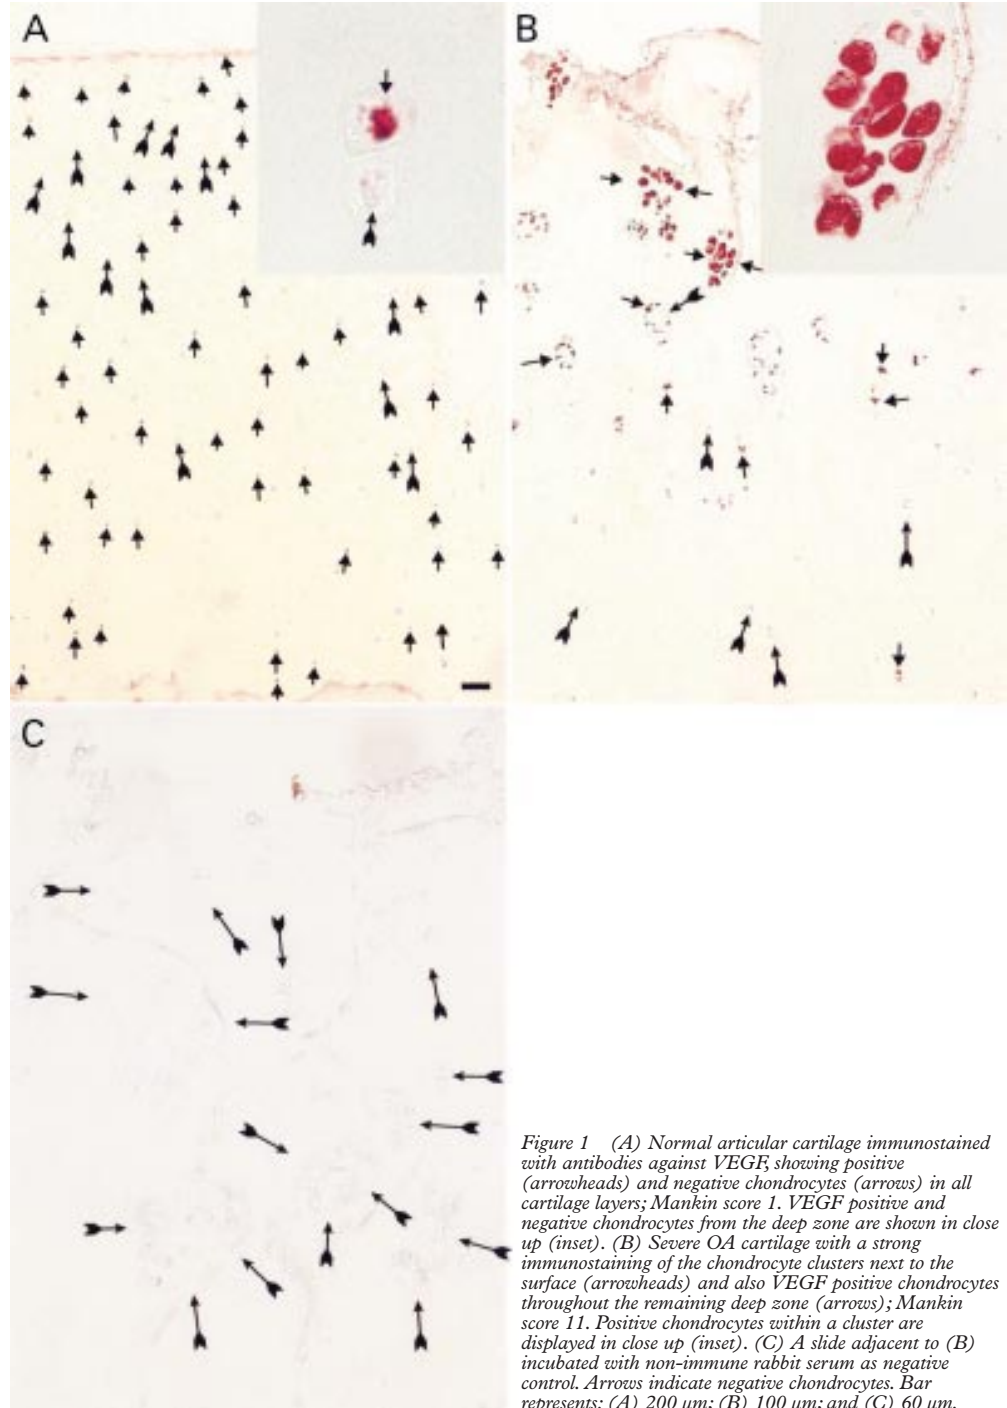 A
B
C
Figure 1 (A) Normal articular cartilage immunostained
with antibodies against VEGF, showing positive
(arrowheads) and negative chondrocytes (arrows) in all
cartilage layers; Mankin score 1. VEGF positive and
negative chondrocytes from the deep zone are shown in close
up (inset). (B) Severe OA cartilage with a strong
immunostaining of the chondrocyte clusters next to the
surface (arrowheads) and also VEGF positive chondrocytes
throughout the remaining deep zone (arrows); Mankin
score 11. Positive chondrocytes within a cluster are
displayed in close up (inset). (C) A slide adjacent to (B)
incubated with non-immune rabbit serum as negative
control. Arrows indicate negative chondrocytes. Bar
represents: (A) 200 µm; (B) 100 µm; and (C) 60 µm.